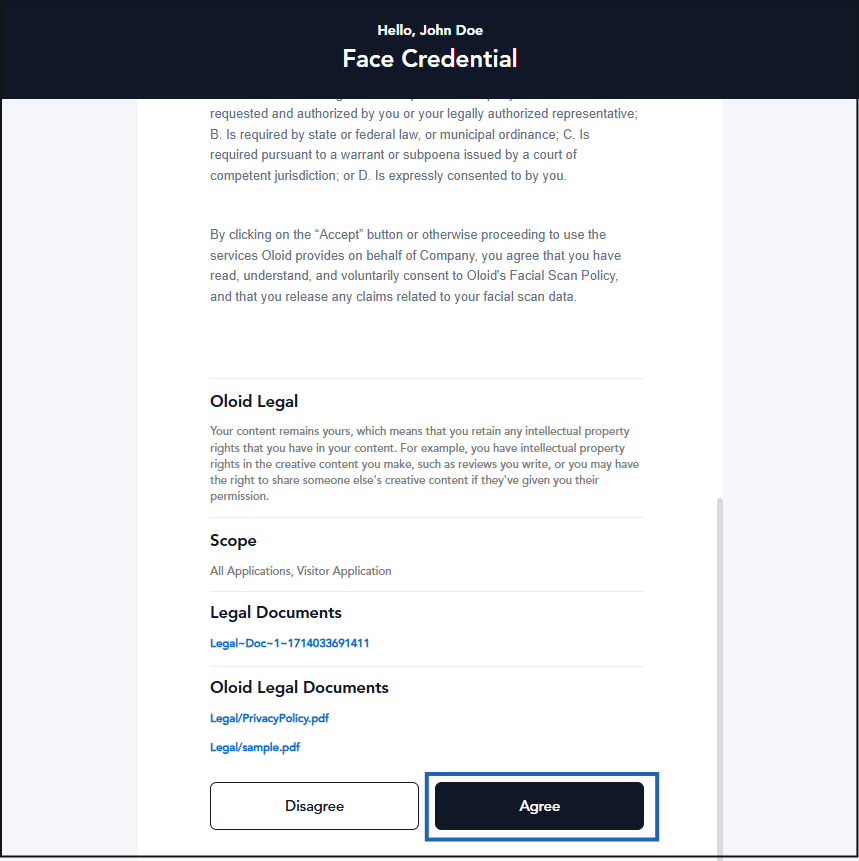 Hello, John Doe
Face Credential
requested and authorized by you or your legally authorized representative;
B. Is required by state or federal law, or municipal ordinance; C. Is
required pursuant to a warrant or subpoena issued by a court of
competent jurisdiction; or D. Is expressly consented to by you.
By clicking on the “Accept” button or otherwise proceeding to use the
services Oloid provides on behalf of Company, you agree that you have
read, understand, and voluntarily consent to Oloid's Facial Scan Policy,
and that you release any claims related to your facial scan data.
Oloid Legal
Your content remains yours, which means that you retain any intellectual property
rights that you have in your content. For example, you have intellectual property
rights in the creative content you make, such as reviews you write, or you may have
the right to share someone else's creative content if they've given you their
permission.
Scope
All Applications, Visitor Application
Legal Documents
Legal~Doc~1~1714033691411
Oloid Legal Documents
Legal/PrivacyPolicy.pdf
Legal/sample.pdf
Disagree
Agree